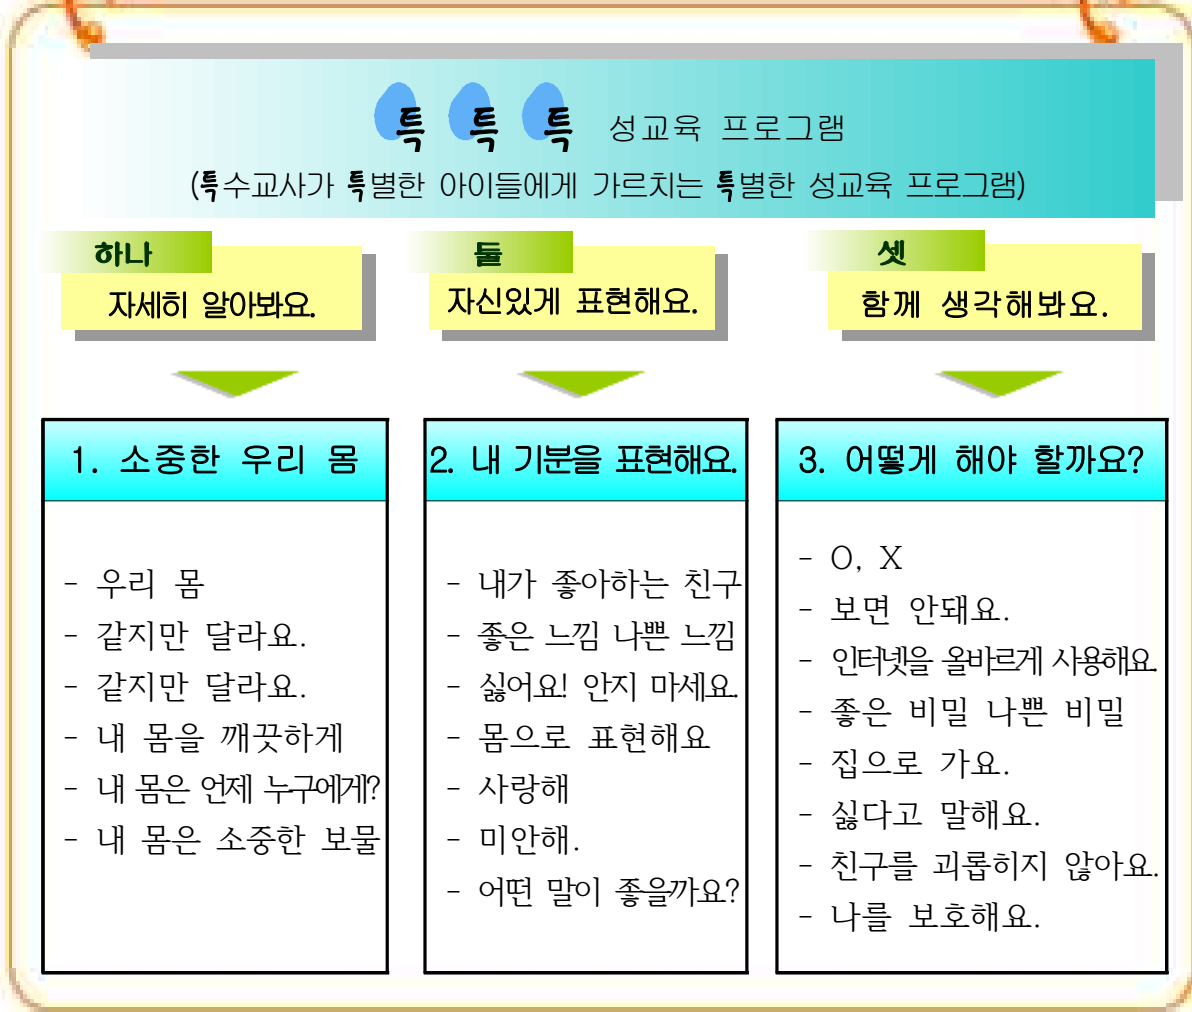 특 특 특 성교육 프로그램
(특수교사가 특별한 아이들에게 가르치는 특별한 성교육 프로그램)
하나
자세히 알아봐요.
둘
자신있게 표현해요.
셋
함께 생각해봐요.
1. 소중한 우리 몸
- 우리 몸
- 같지만 달라요.
- 같지만 달라요.
- 내 몸을 깨끗하게
- 내 몸은 언제 누구에게?
- 내 몸은 소중한 보물
2. 내 기분을 표현해요.
- 내가 좋아하는 친구
- 좋은 느낌 나쁜 느낌
- 싫어요! 안지 마세요.
- 몸으로 표현해요
- 사랑해
- 미안해.
- 어떤 말이 좋을까요?
3. 어떻게 해야 할까요?
- O, X
- 보면 안돼요.
- 인터넷을 올바르게 사용해요.
- 좋은 비밀 나쁜 비밀
- 집으로 가요.
- 싫다고 말해요.
- 친구를 괴롭히지 않아요.
- 나를 보호해요.